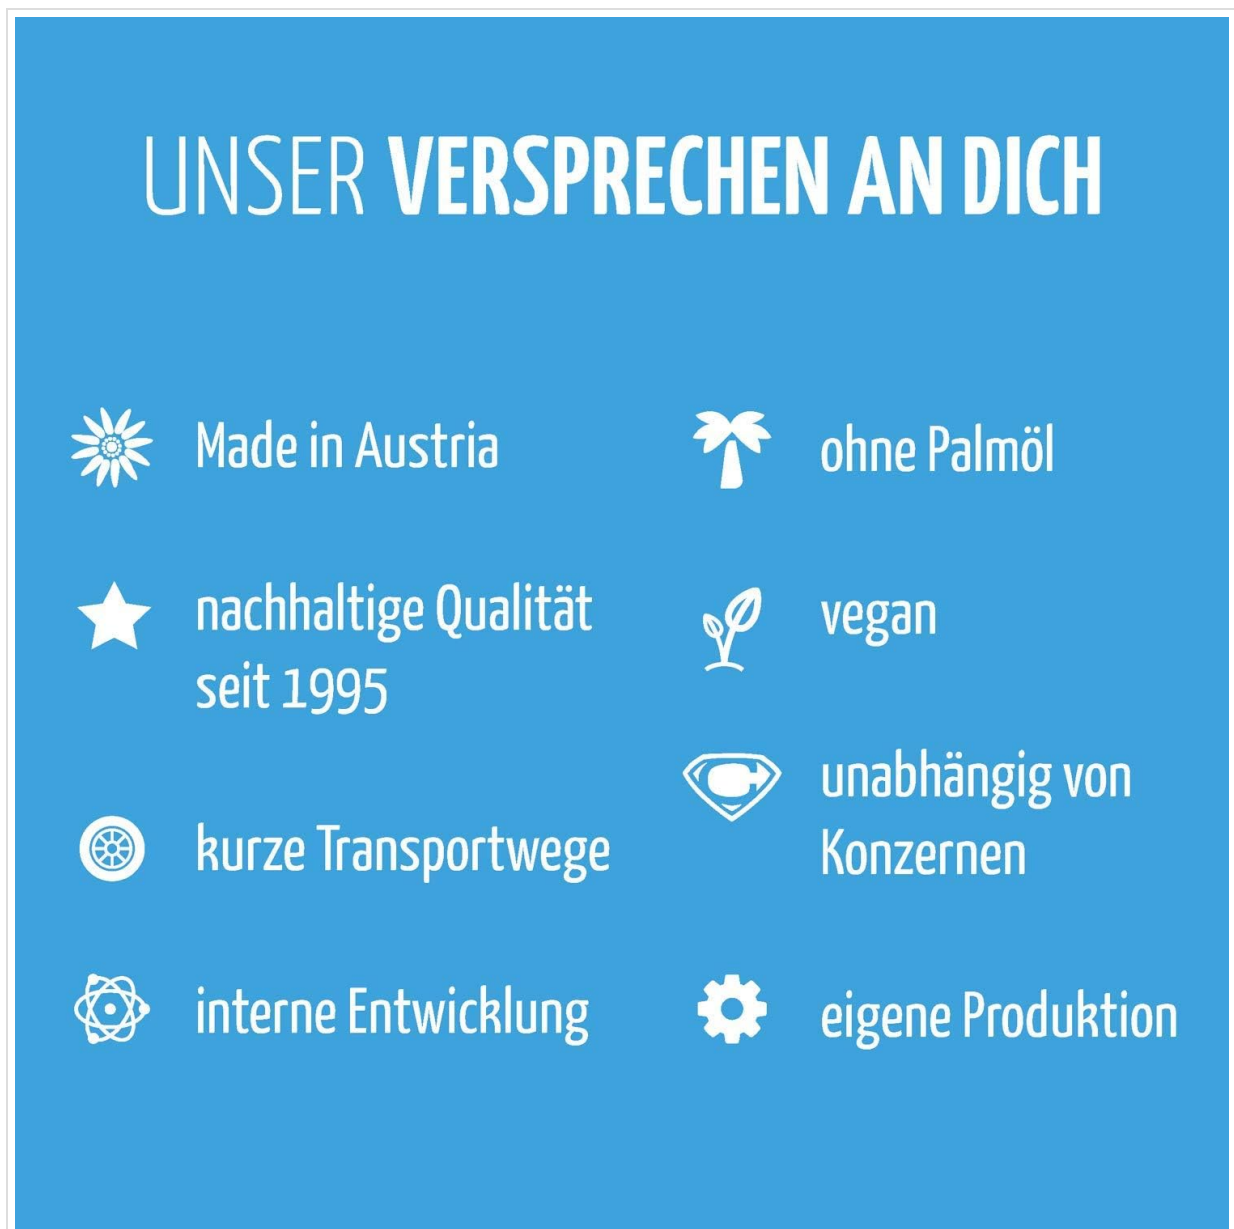 UNSER VERSPRECHEN AN DICH
Made in Austria
nachhaltige Qualität
seit 1995
kurze Transportwege
interne Entwicklung
ohne Palmöl
vegan
unabhängig von
Konzernen
eigene Produktion